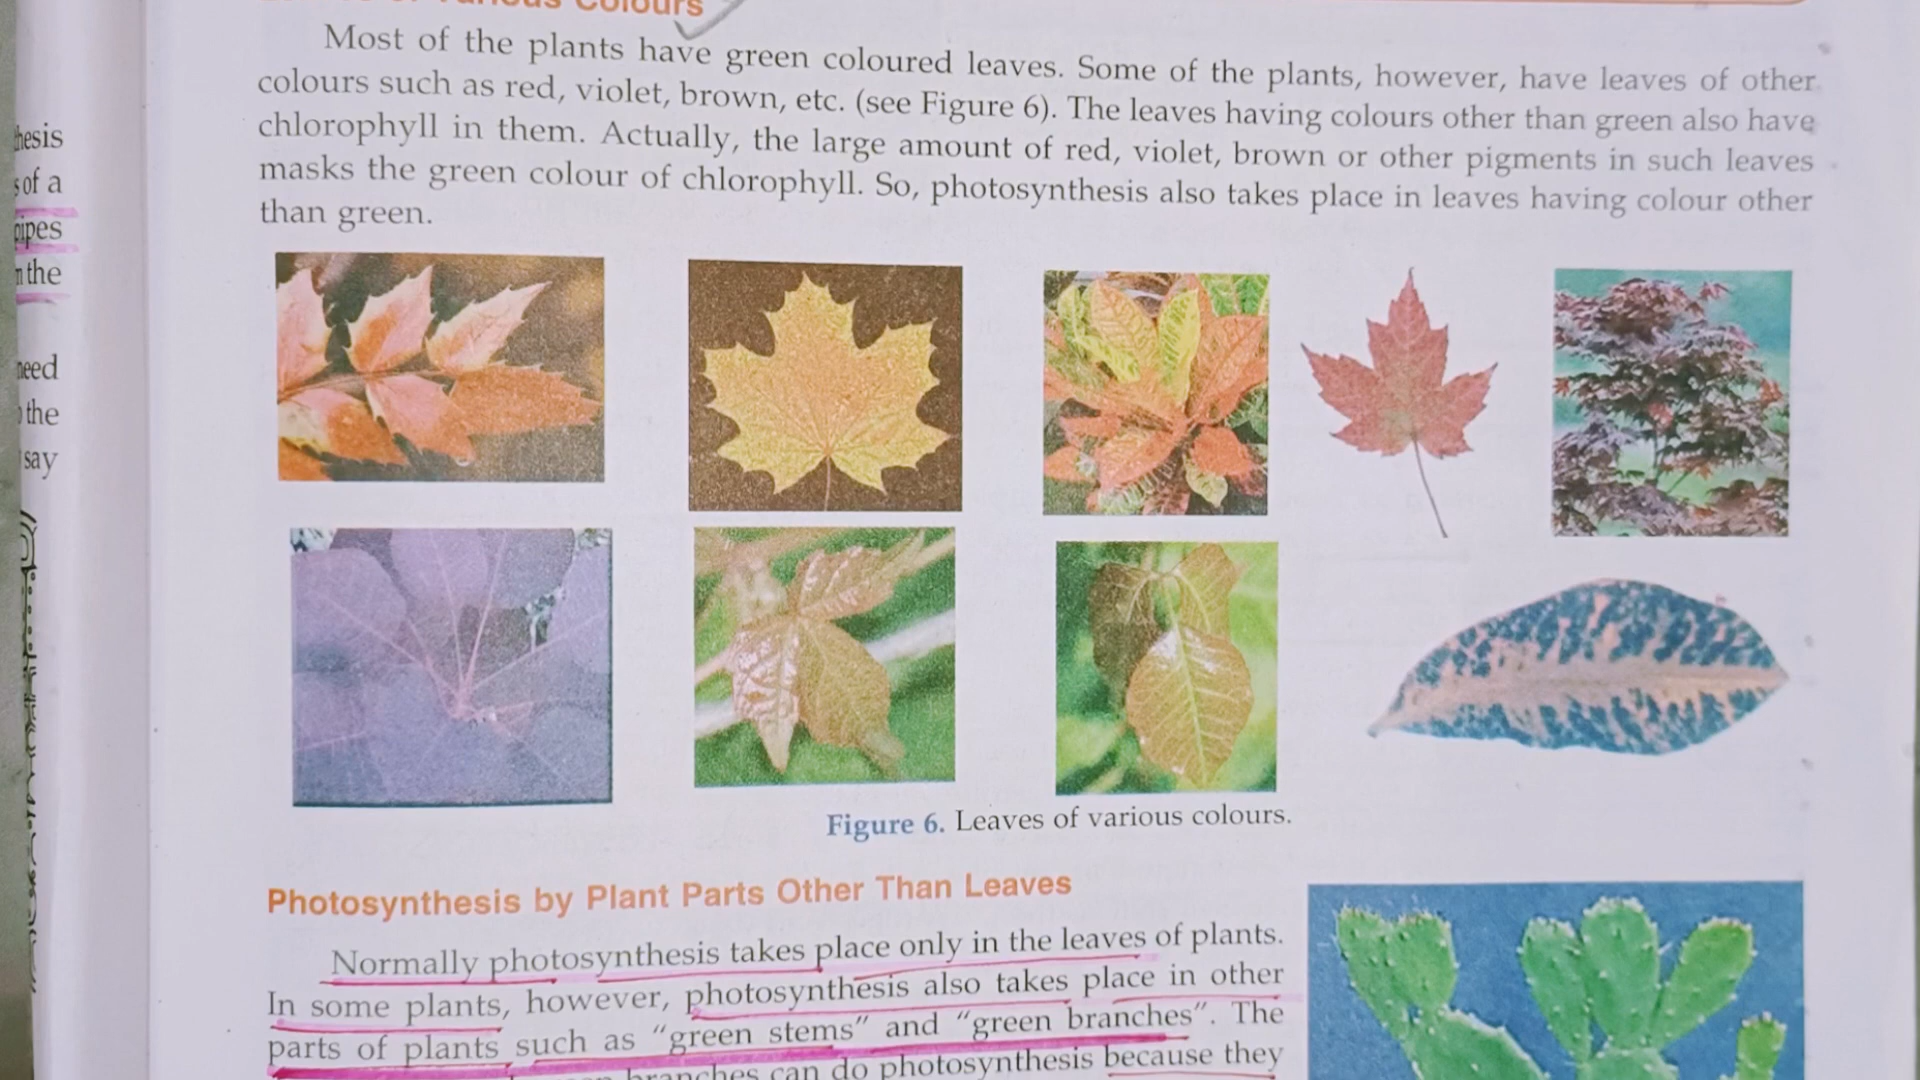 Various Colours
Most of the plants have green coloured leaves. Some of the plants, however, have leaves of other
colours such as red, violet, brown, etc. (see Figure 6). The leaves having colours other than green also have
chlorophyll in them. Actually, the large amount of red, violet, brown or other pigments in such leaves
masks the green colour of chlorophyll. So, photosynthesis also takes place in leaves having colour other
than green.
Figure 6. Leaves of various colours.
Photosynthesis by Plant Parts Other Than Leaves
Normally photosynthesis takes place only in the leaves of plants.
In some plants, however, photosynthesis also takes place in other
parts of plants such as “green stems” and “green branches”. The
branches can do photosynthesis because they
of a
pipes
the
need
the
say